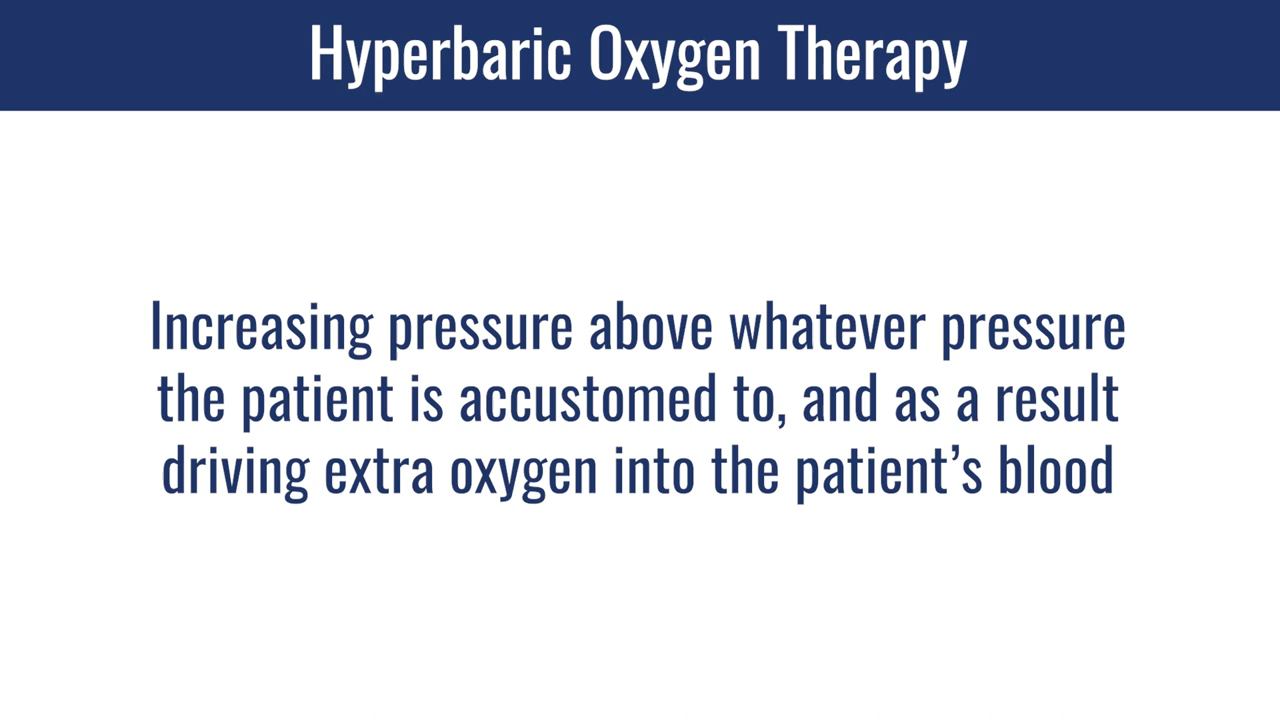 Hyperbaric Oxygen Therapy
Increasing pressure above whatever pressure
the patient is accustomed to, and as a result
driving extra oxygen into the patient’s blood